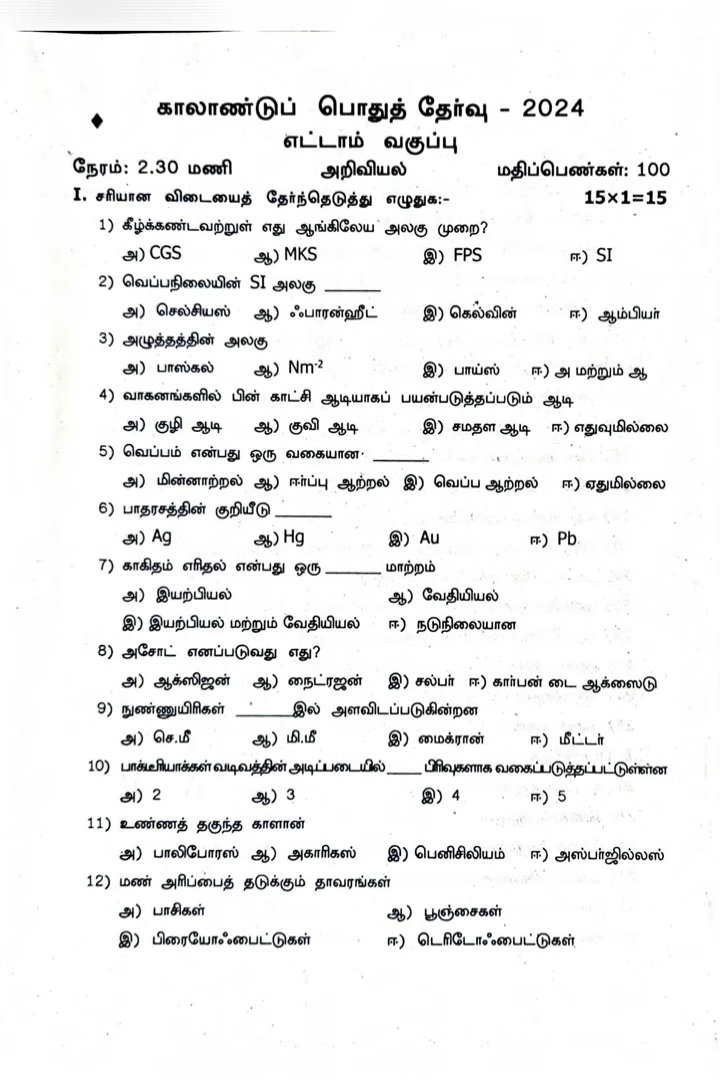 காலாண்டுப் பொதுத் தேர்வு - 2024
எட்டாம் வகுப்பு
நேரம்: 2.30 மணி அறிவியல் மதிப்பெண்கள்: 100
I. சரியான விடையைத் தேர்ந்தெடுத்து எழுதுக:- 15×1=15
1) கீழ்க்கண்டவற்றுள் எது ஆங்கிலேய அலகு முறை?
அ) CGS ஆ) MKS இ) FPS ஈ) SI
2) வெப்பநிலையின் SI அலகு ______
அ) செல்சியஸ் ஆ) ஃபாரன்ஹீட் இ) கெல்வின் ஈ) ஆம்பியர்
3) அழுத்தத்தின் அலகு
அ) பாஸ்கல் ஆ) Nm⁻² இ) பாய்ஸ் ஈ) அ மற்றும் ஆ
4) வாகனங்களில் பின் காட்சி ஆடியாகப் பயன்படுத்தப்படும் ஆடி
அ) குழி ஆடி ஆ) குவி ஆடி இ) சமதள ஆடி ஈ) எதுவுமில்லை
5) வெப்பம் என்பது ஒரு வகையான ______
அ) மின்னாற்றல் ஆ) ஈர்ப்பு ஆற்றல் இ) வெப்ப ஆற்றல் ஈ) ஏதுமில்லை
6) பாதரசத்தின் குறியீடு ______
அ) Ag ஆ) Hg இ) Au ஈ) Pb
7) காகிதம் எரிதல் என்பது ஒரு ______ மாற்றம்
அ) இயற்பியல் ஆ) வேதியியல்
இ) இயற்பியல் மற்றும் வேதியியல் ஈ) நடுநிலையான
8) அசோட் எனப்படுவது எது?
அ) ஆக்ஸிஜன் ஆ) நைட்ரஜன் இ) சல்பர் ஈ) கார்பன் டை ஆக்ஸைடு
9) நுண்ணுயிரிகள் ______இல் அளவிடப்படுகின்றன
அ) செ.மீ ஆ) மி.மீ இ) மைக்ரான் ஈ) மீட்டர்
10) பாக்டீரியாக்கள் வடிவத்தின் அடிப்படையில் ____ பிரிவுகளாக வகைப்படுத்தப்பட்டுள்ளன
அ) 2 ஆ) 3 இ) 4 ஈ) 5
11) உண்ணத் தகுந்த காளான்
அ) பாலிபோரஸ் ஆ) அகாரிகஸ் இ) பெனிசிலியம் ஈ) அஸ்பர்ஜில்லஸ்
12) மண் அரிப்பைத் தடுக்கும் தாவரங்கள்
அ) பாசிகள் ஆ) பூஞ்சைகள்
இ) பிரையோஃபைட்டுகள் ஈ) டெரிடோஃபைட்டுகள்